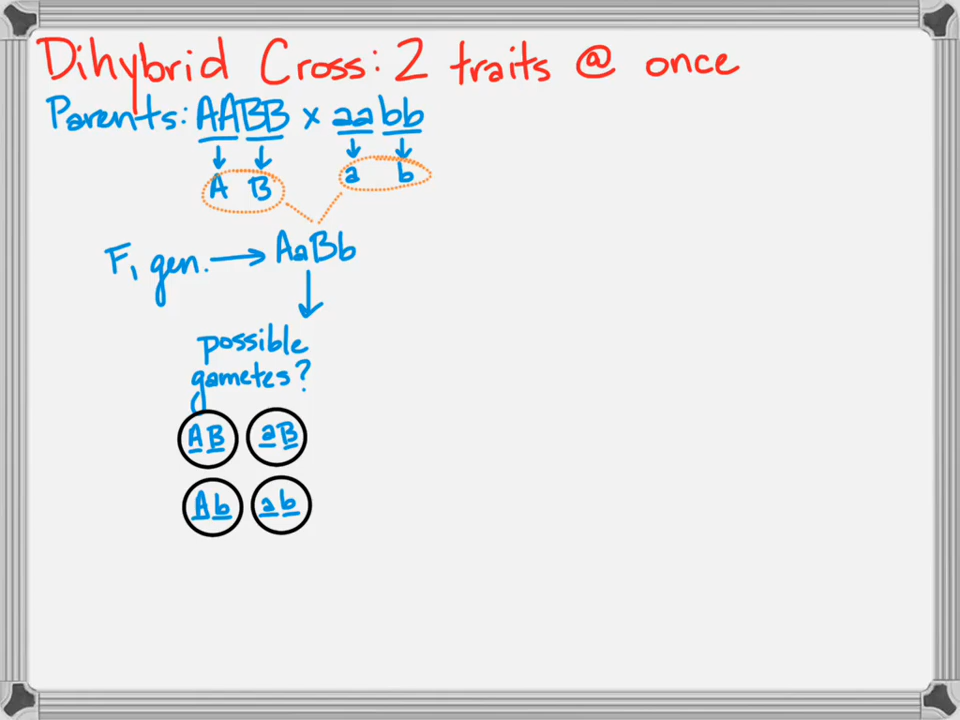 Dihybrid Cross: 2 traits @ once
Parents: AABB x aabb
A B a b
F1 gen. → AaBb
possible
gametes?
AB aB
Ab ab